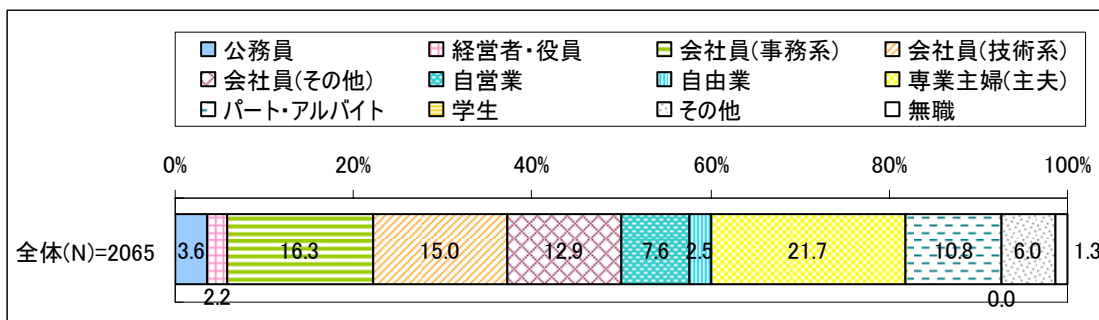 公務員 経営者・役員 会社員(事務系) 会社員(技術系)
会社員(その他) 自営業 自由業 専業主婦(主夫)
パート・アルバイト 学生 その他 無職
0% 20% 40% 60% 80% 100%
全体(N)=2065 3.6 16.3 15.0 12.9 7.6 2.5 21.7 10.8 6.0 1.3
2.2 0.0